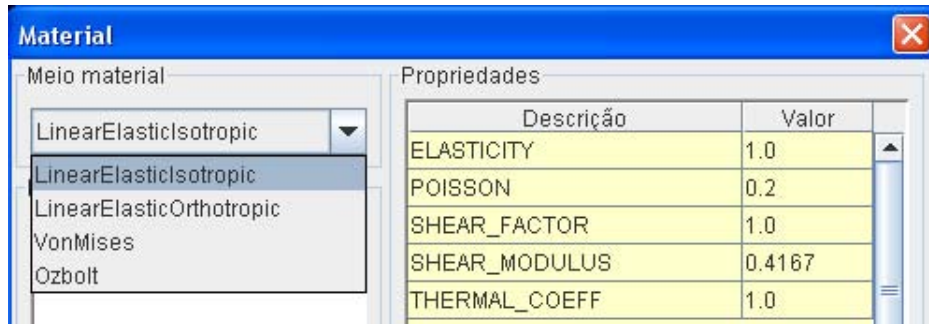 Material
Meio material
LinearElasticIsotropic
LinearElasticIsotropic
LinearElasticOrthotropic
VonMises
Ozbolt
Propriedades
Descrição Valor
ELASTICITY 1.0
POISSON 0.2
SHEAR_FACTOR 1.0
SHEAR_MODULUS 0.4167
THERMAL_COEFF 1.0